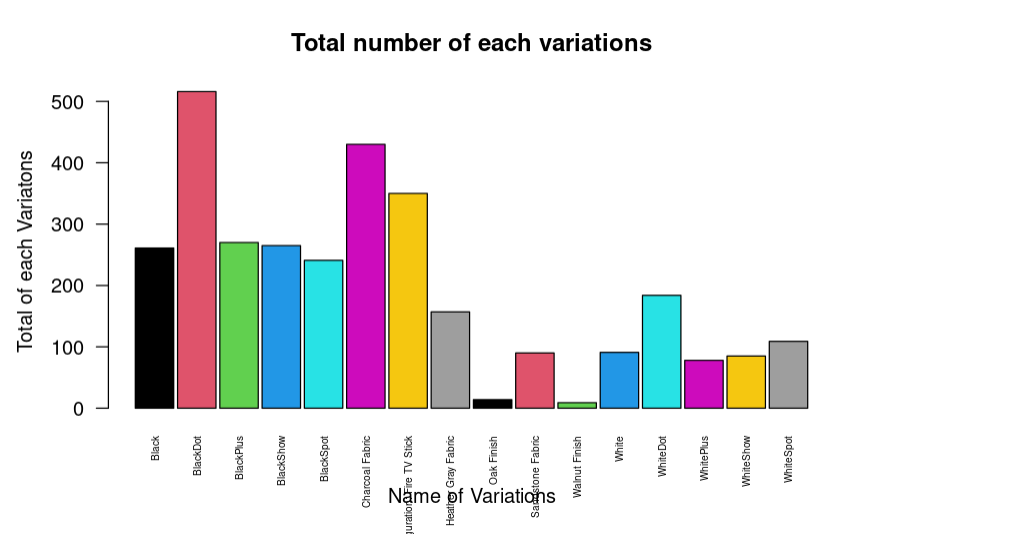 Total number of each variations
Total of each Variatons
500
400
300
200
100
0
Black
BlackDot
BlackPlus
BlackShow
BlackSpot
Charcoal Fabric
guration: Fire TV Stick
Heather Gray Fabric
Oak Finish
Sandstone Fabric
Walnut Finish
White
WhiteDot
WhitePlus
WhiteShow
WhiteSpot
Name of Variations